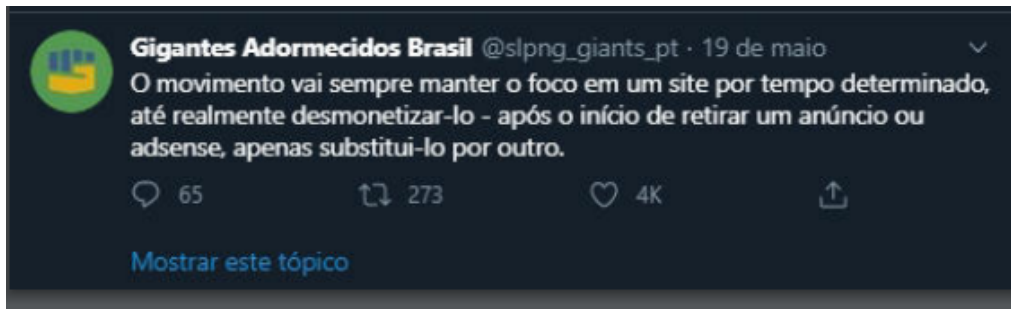 Gigantes Adormecidos Brasil @slpng_giants_pt · 19 de maio
O movimento vai sempre manter o foco em um site por tempo determinado,
até realmente desmonetizar-lo - após o início de retirar um anúncio ou
adsense, apenas substitui-lo por outro.
65 273 4K
Mostrar este tópico